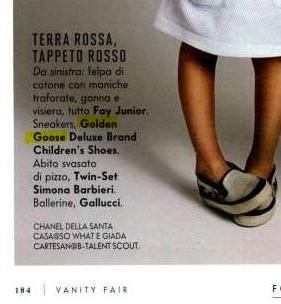 TERRA ROSSA,
TAPPETO ROSSO
Da sinistra: felpa di
cotone con maniche
traforate, gonna e
visiera, tutto Fay Junior.
Sneakers, Golden
Goose Deluxe Brand
Children's Shoes.
Abito svasato
di pizzo, Twin-Set
Simona Barbieri.
Ballerine, Gallucci.
CHANEL DELLA SANTA
CASA@SO WHAT E GIADA
CARTESAN@B-TALENT SCOUT.
184 | VANITY FAIR